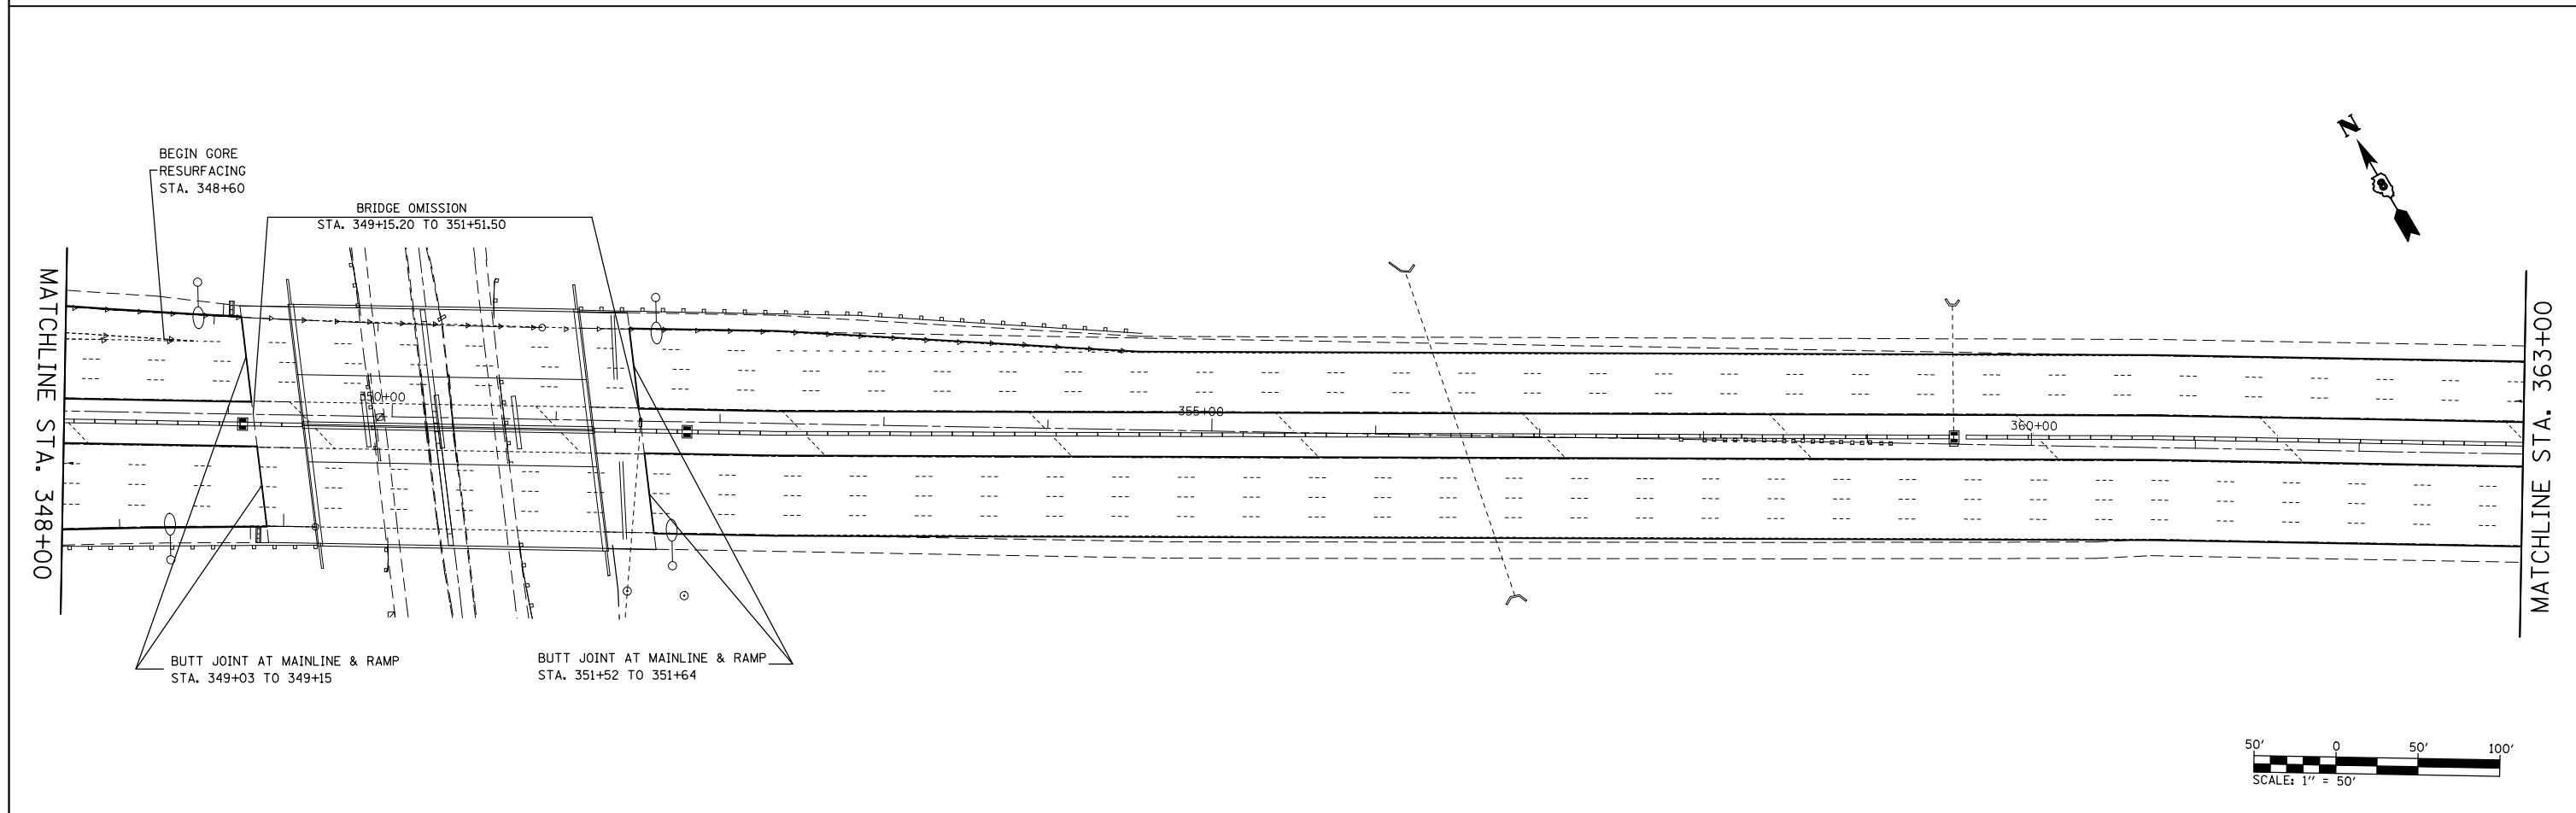 BEGIN GORE
RESURFACING
STA. 348+60
BRIDGE OMISSION
STA. 349+15.20 TO 351+51.50
N
MATCHLINE STA. 348+00
350+00
355+00
360+00
MATCHLINE STA. 363+00
BUTT JOINT AT MAINLINE & RAMP
STA. 349+03 TO 349+15
BUTT JOINT AT MAINLINE & RAMP
STA. 351+52 TO 351+64
50' 0 50' 100'
SCALE: 1" = 50'